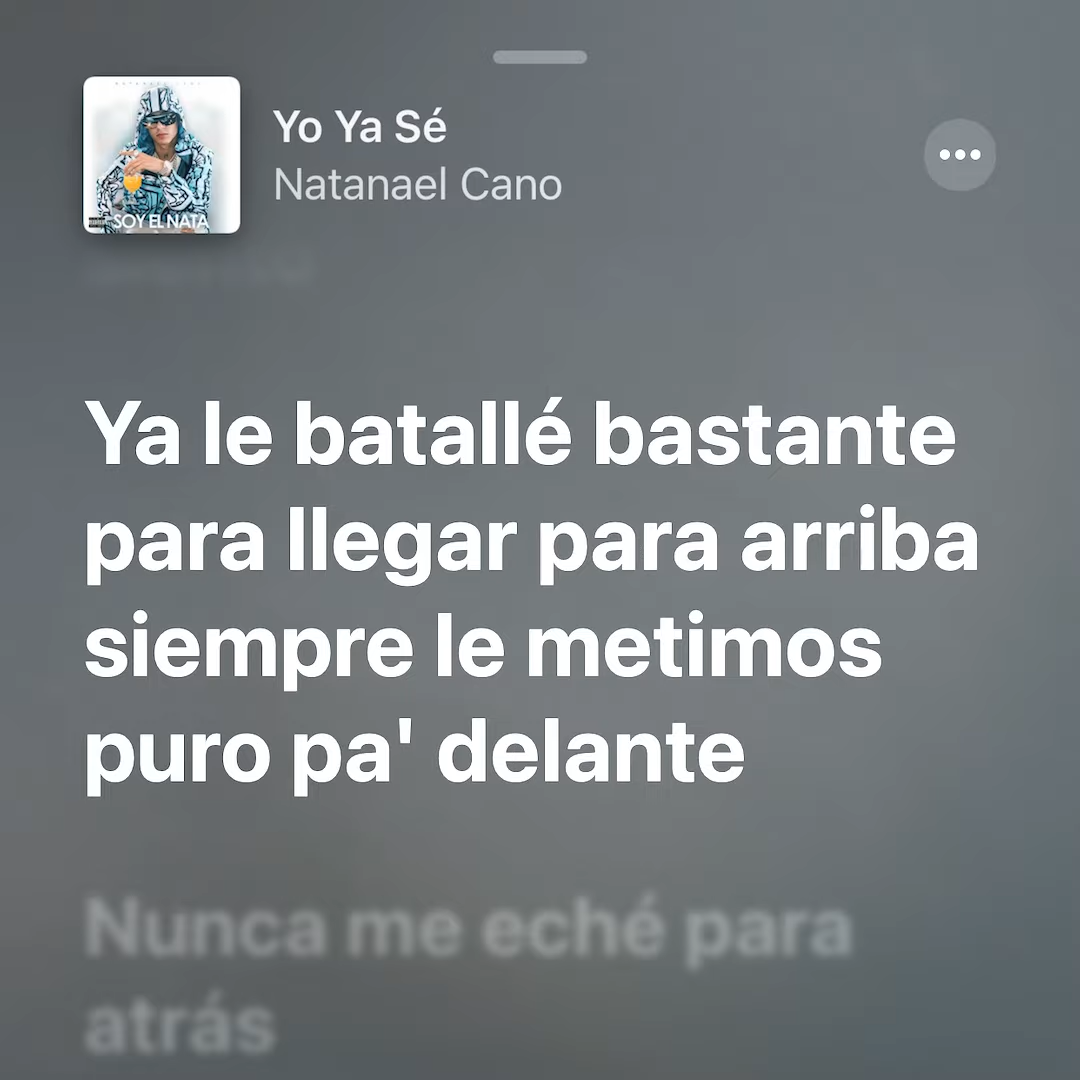 Yo Ya Sé
Natanael Cano
SOY EL NATA
Ya le batallé bastante
para llegar para arriba
siempre le metimos
puro pa' delante
Nunca me eché para
atrás